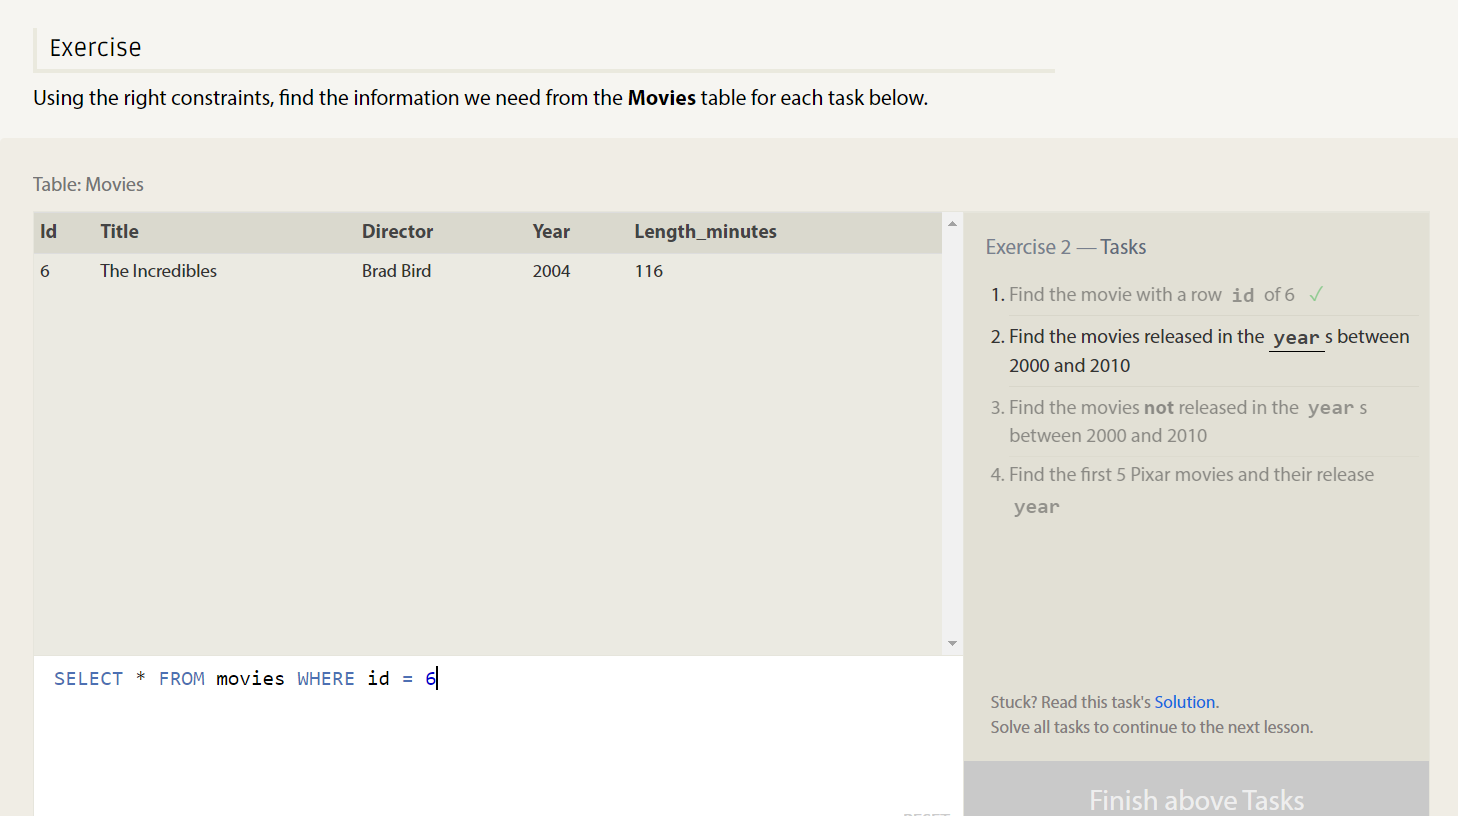 Exercise
Using the right constraints, find the information we need from the Movies table for each task below.
Table: Movies
Id Title Director Year Length_minutes
6 The Incredibles Brad Bird 2004 116
Exercise 2 — Tasks
1. Find the movie with a row id of 6 ✓
2. Find the movies released in the year s between
2000 and 2010
3. Find the movies not released in the year s
between 2000 and 2010
4. Find the first 5 Pixar movies and their release
year
SELECT * FROM movies WHERE id = 6
Stuck? Read this task's Solution.
Solve all tasks to continue to the next lesson.
Finish above Tasks